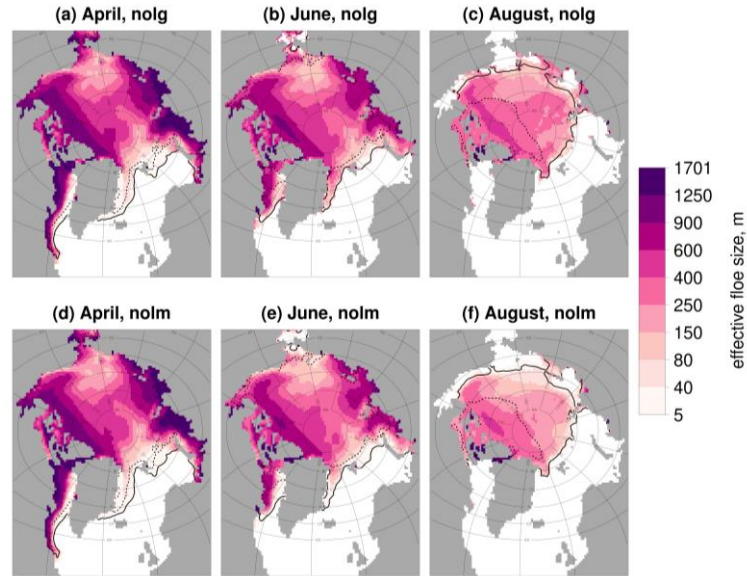 (a) April, nolg
(b) June, nolg
(c) August, nolg
1701
1250
900
600
400
250
150
80
40
5
effective floe size, m
(d) April, nolm
(e) June, nolm
(f) August, nolm